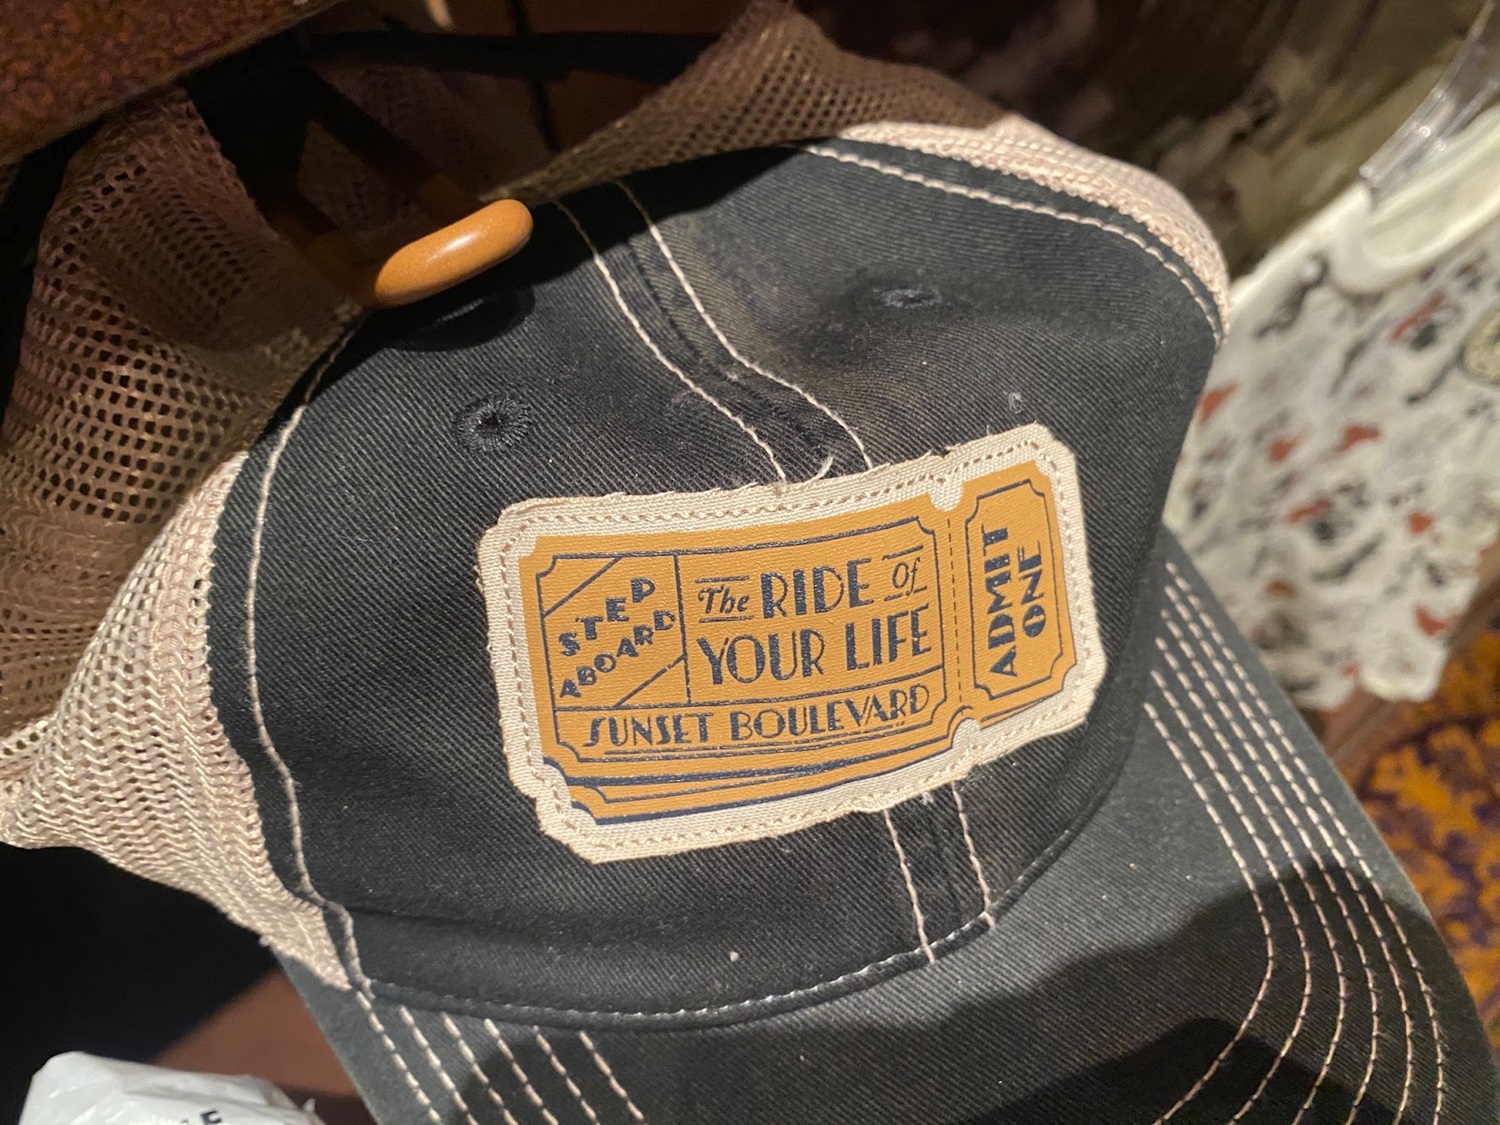 STEP
ABOARD
The RIDE of
YOUR LIFE
SUNSET BOULEVARD
ADMIT
ONE